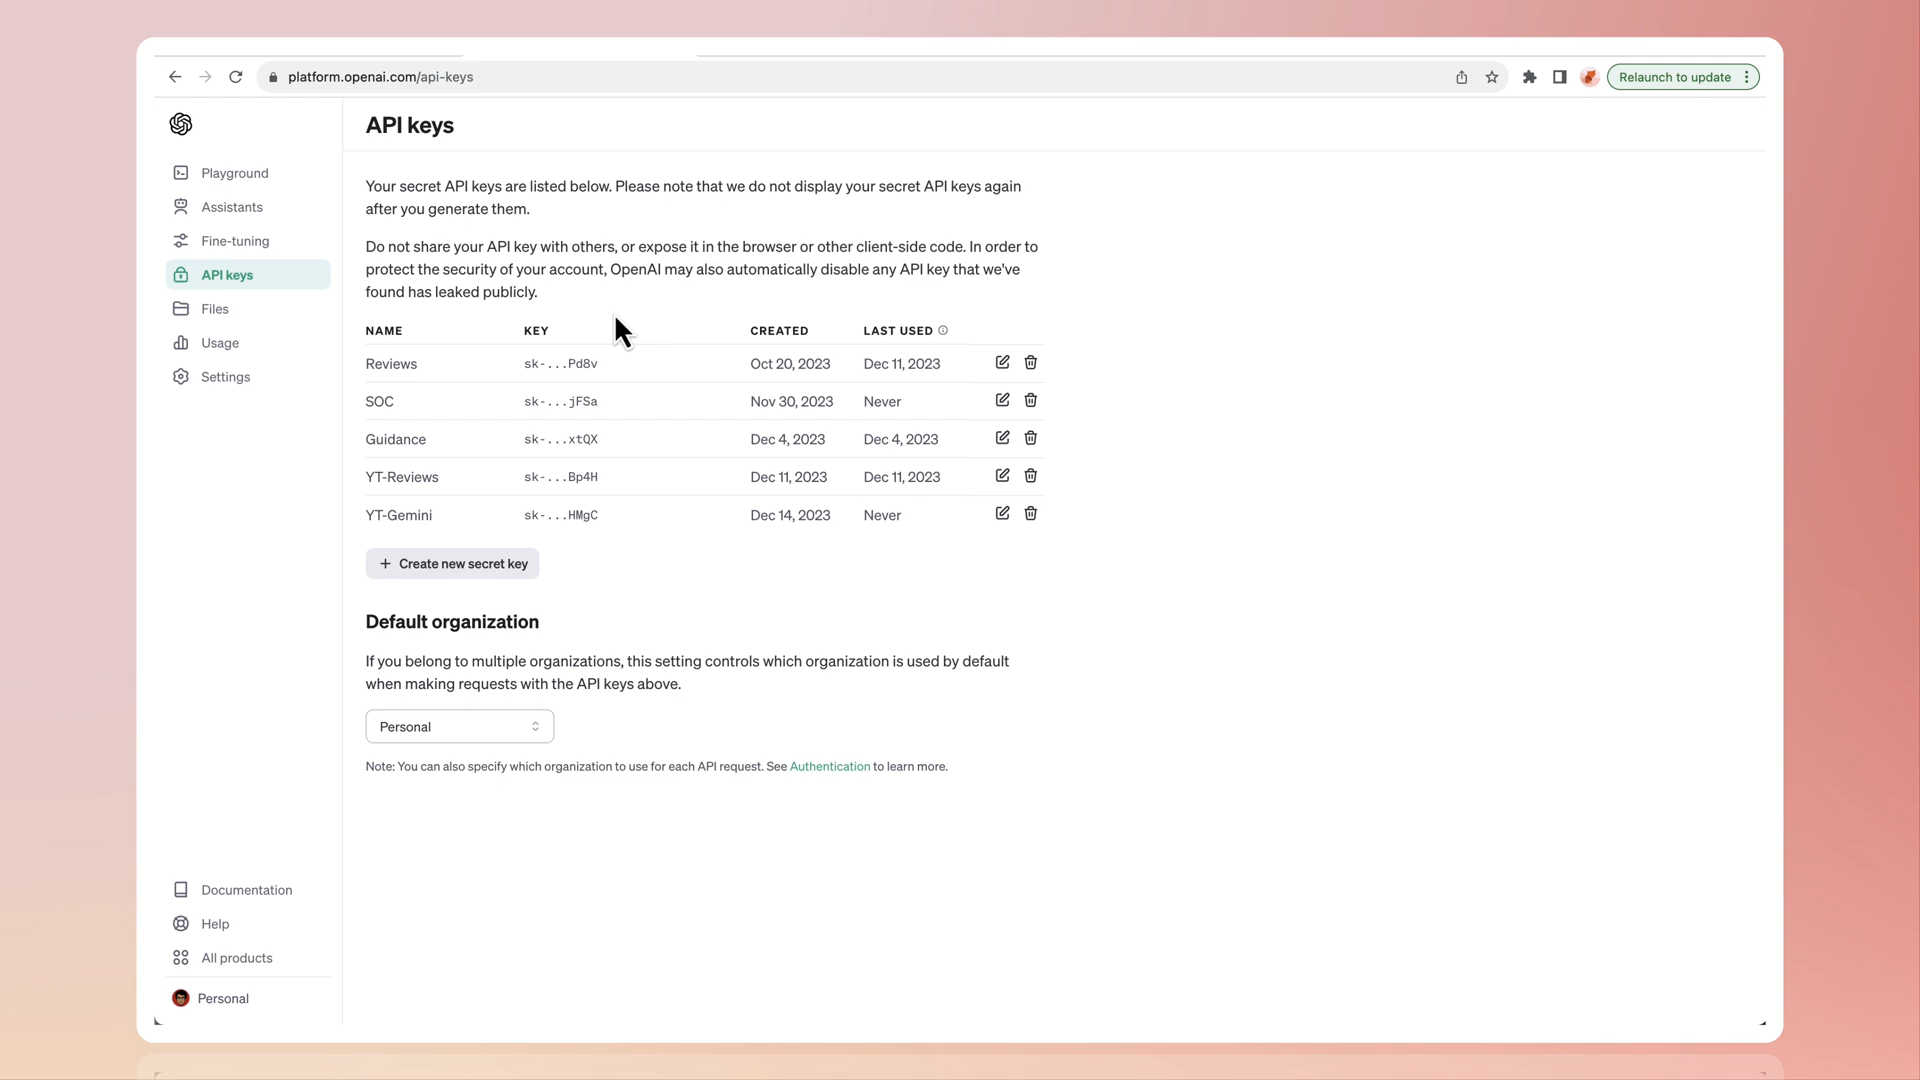 platform.openai.com/api-keys
Relaunch to update
API keys
Playground
Assistants
Fine-tuning
API keys
Files
Usage
Settings
Your secret API keys are listed below. Please note that we do not display your secret API keys again
after you generate them.
Do not share your API key with others, or expose it in the browser or other client-side code. In order to
protect the security of your account, OpenAI may also automatically disable any API key that we've
found has leaked publicly.
NAME KEY CREATED LAST USED
Reviews sk-...Pd8v Oct 20, 2023 Dec 11, 2023
SOC sk-...jFSa Nov 30, 2023 Never
Guidance sk-...xtQX Dec 4, 2023 Dec 4, 2023
YT-Reviews sk-...Bp4H Dec 11, 2023 Dec 11, 2023
YT-Gemini sk-...HMgC Dec 14, 2023 Never
+ Create new secret key
Default organization
If you belong to multiple organizations, this setting controls which organization is used by default
when making requests with the API keys above.
Personal
Note: You can also specify which organization to use for each API request. See Authentication to learn more.
Documentation
Help
All products
Personal